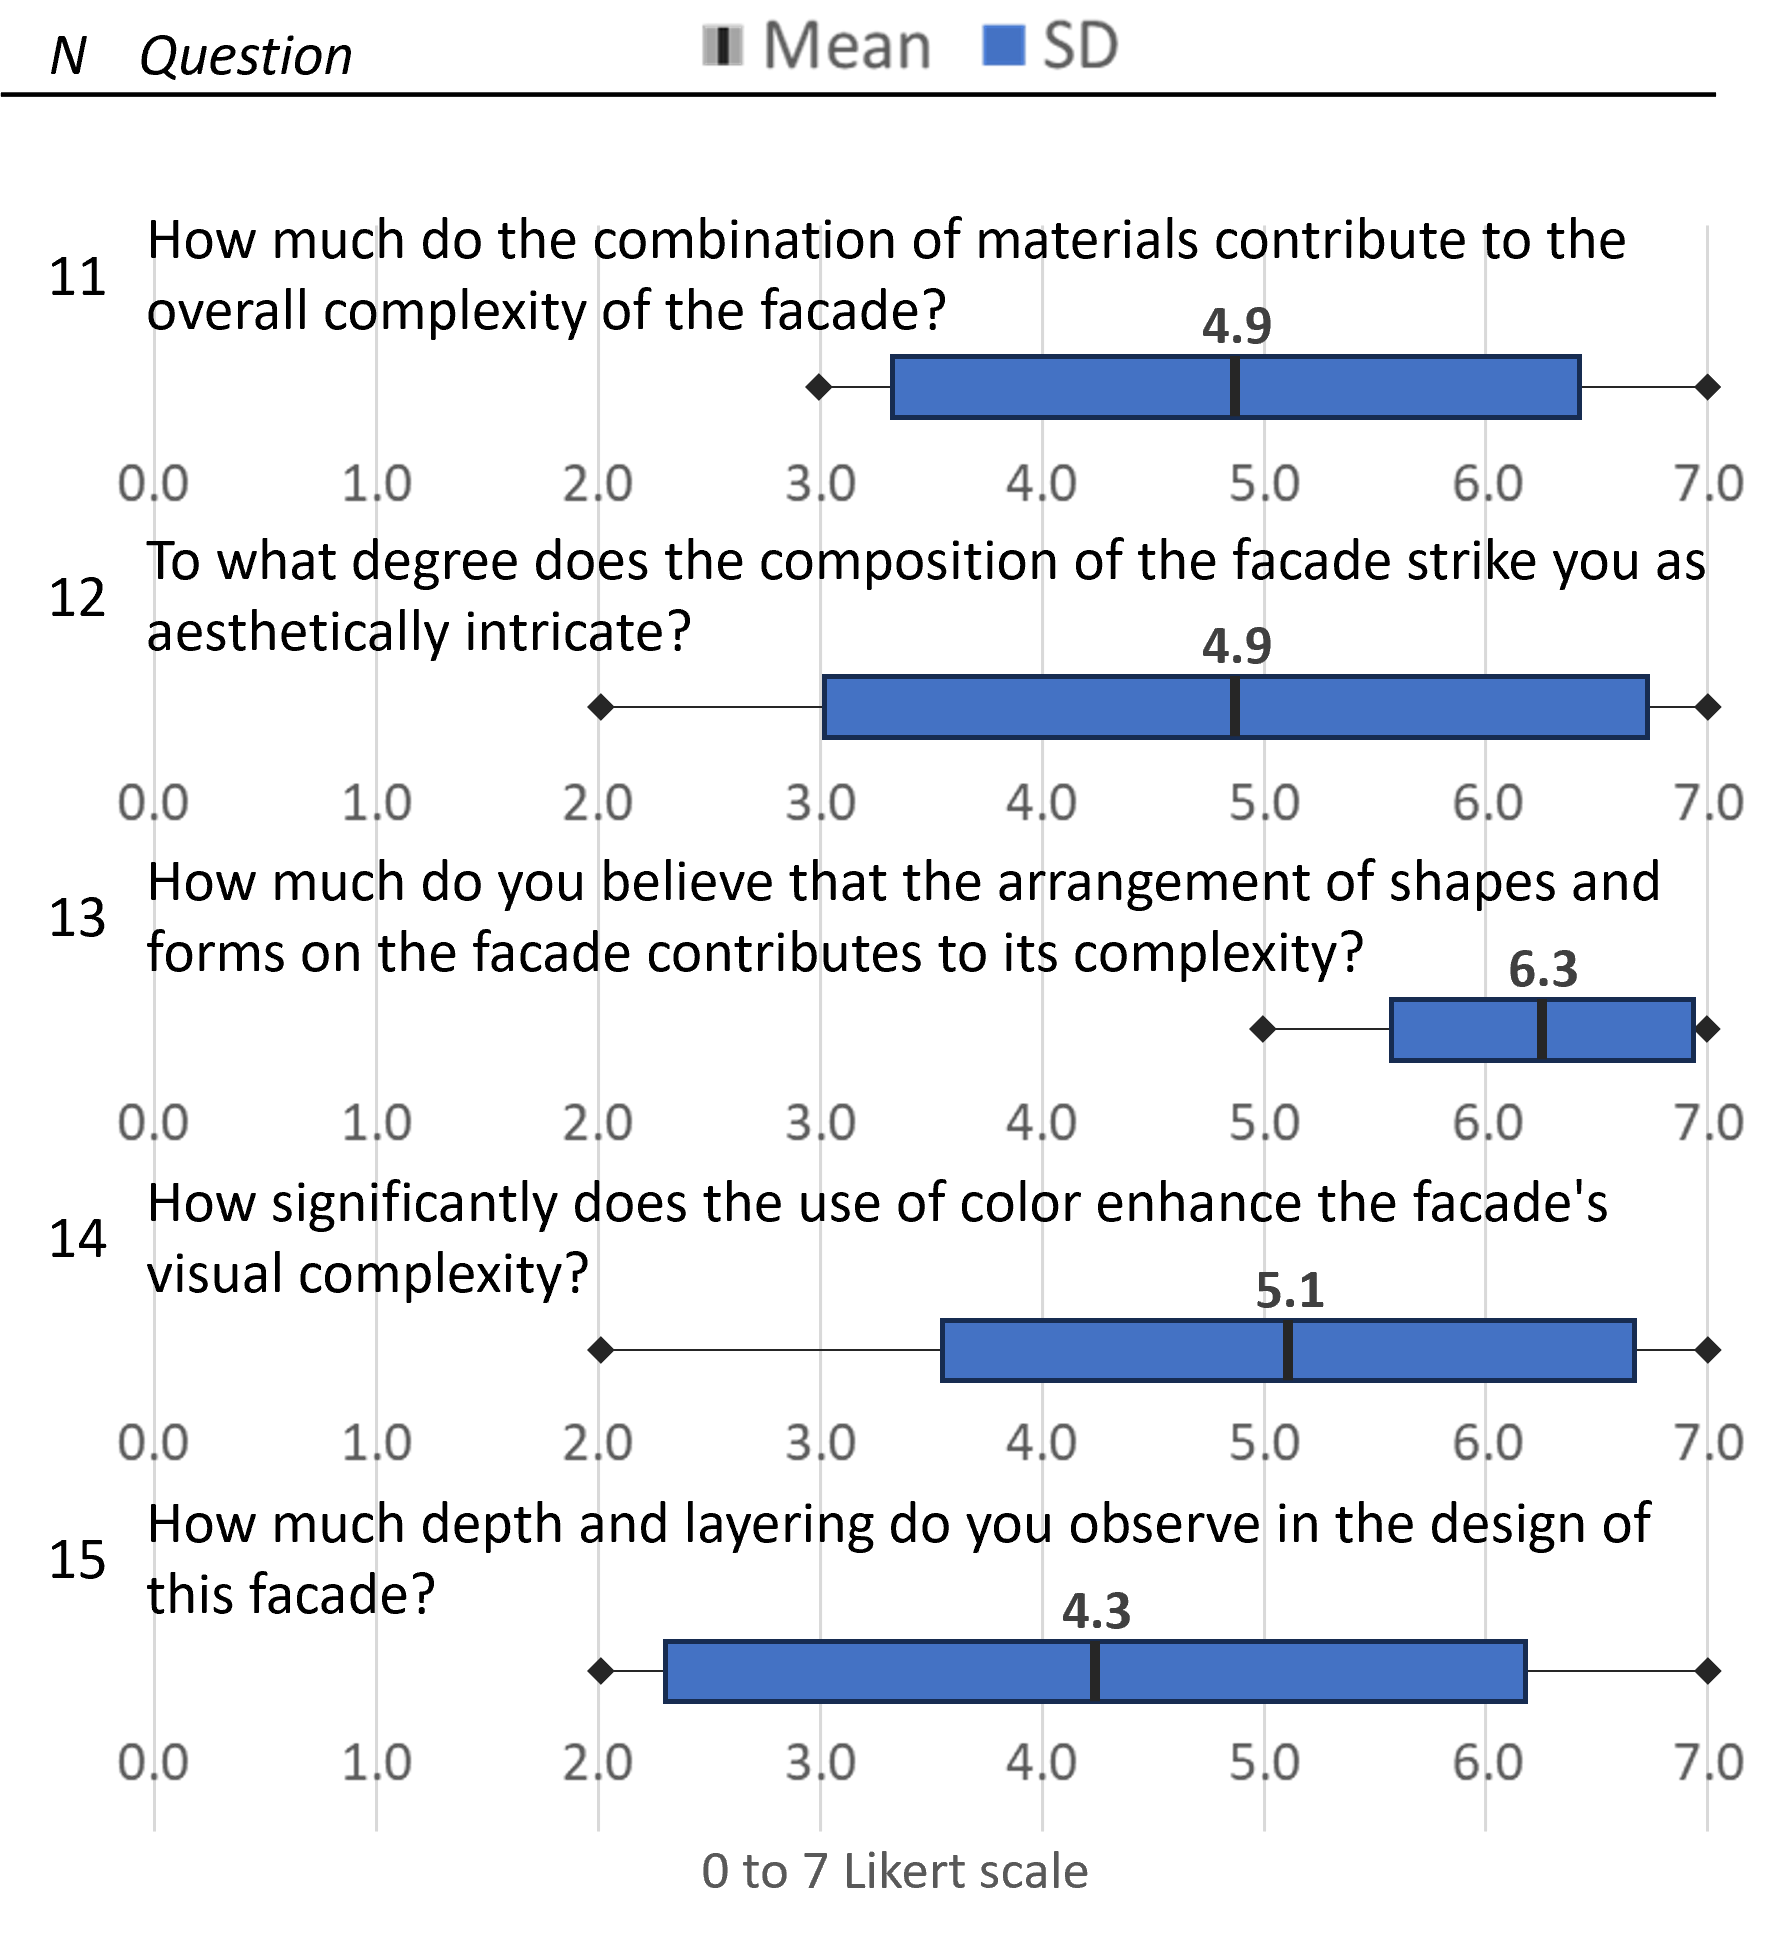 N Question Mean SD
11 How much do the combination of materials contribute to the
overall complexity of the facade?
4.9
0.0 1.0 2.0 3.0 4.0 5.0 6.0 7.0
12 To what degree does the composition of the facade strike you as
aesthetically intricate?
4.9
0.0 1.0 2.0 3.0 4.0 5.0 6.0 7.0
13 How much do you believe that the arrangement of shapes and
forms on the facade contributes to its complexity?
6.3
0.0 1.0 2.0 3.0 4.0 5.0 6.0 7.0
14 How significantly does the use of color enhance the facade's
visual complexity?
5.1
0.0 1.0 2.0 3.0 4.0 5.0 6.0 7.0
15 How much depth and layering do you observe in the design of
this facade?
4.3
0.0 1.0 2.0 3.0 4.0 5.0 6.0 7.0
0 to 7 Likert scale